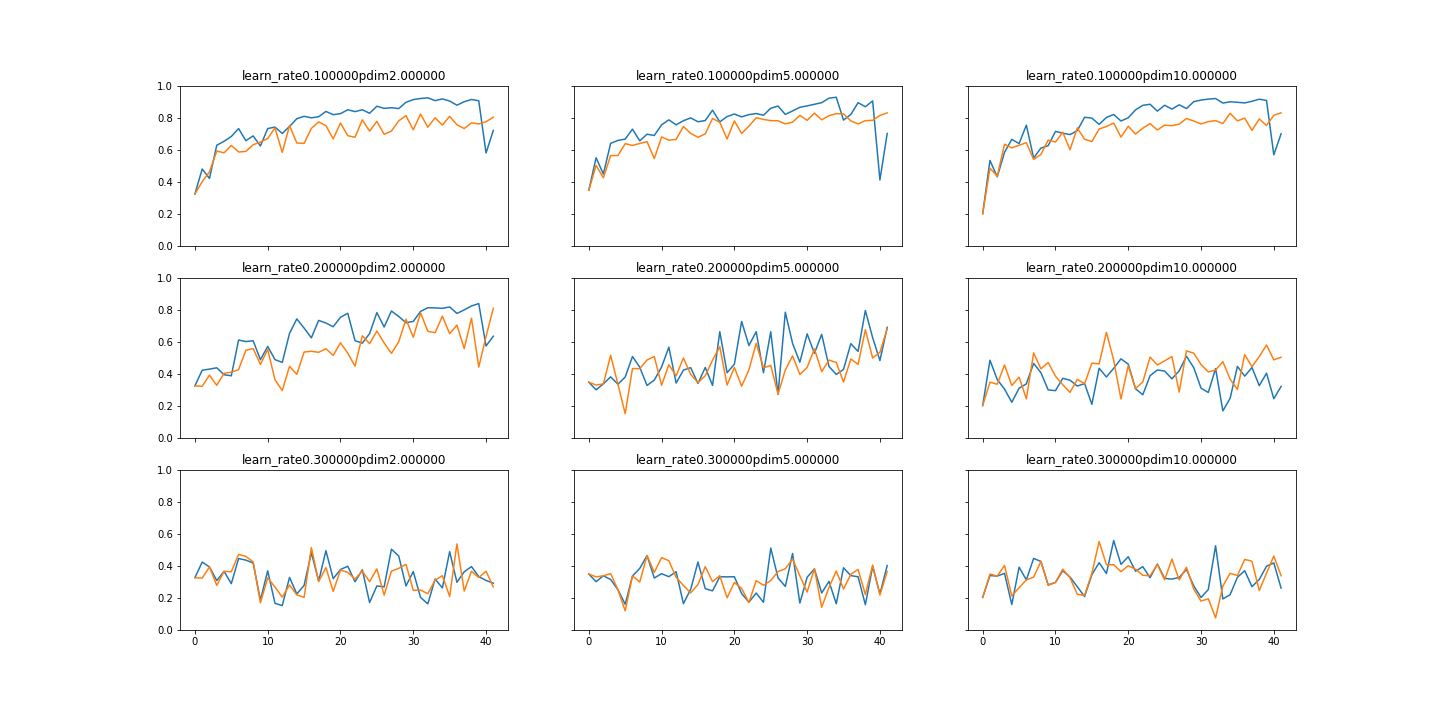 learn_rate0.100000pdim2.000000
learn_rate0.100000pdim5.000000
learn_rate0.100000pdim10.000000
1.0
0.8
0.6
0.4
0.2
0.0
learn_rate0.200000pdim2.000000
learn_rate0.200000pdim5.000000
learn_rate0.200000pdim10.000000
1.0
0.8
0.6
0.4
0.2
0.0
learn_rate0.300000pdim2.000000
learn_rate0.300000pdim5.000000
learn_rate0.300000pdim10.000000
1.0
0.8
0.6
0.4
0.2
0.0
0 10 20 30 40
0 10 20 30 40
0 10 20 30 40